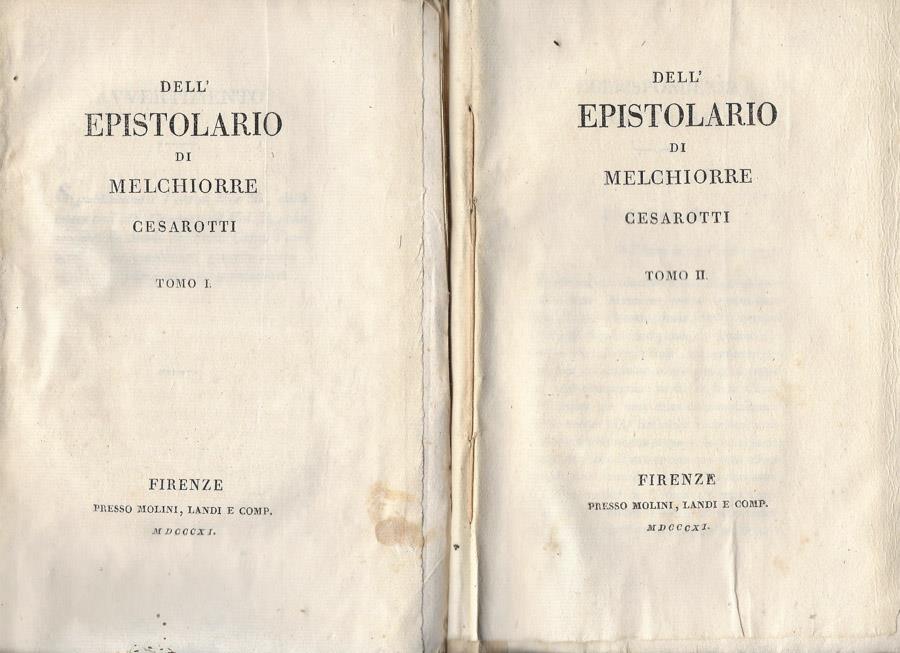 DELL'
EPISTOLARIO
DI
MELCHIORRE
CESAROTTI
TOMO I.
FIRENZE
PRESSO MOLINI, LANDI E COMP.
MDCCCXI.
DELL'
EPISTOLARIO
DI
MELCHIORRE
CESAROTTI
TOMO II.
FIRENZE
PRESSO MOLINI, LANDI E COMP.
MDCCCXI.